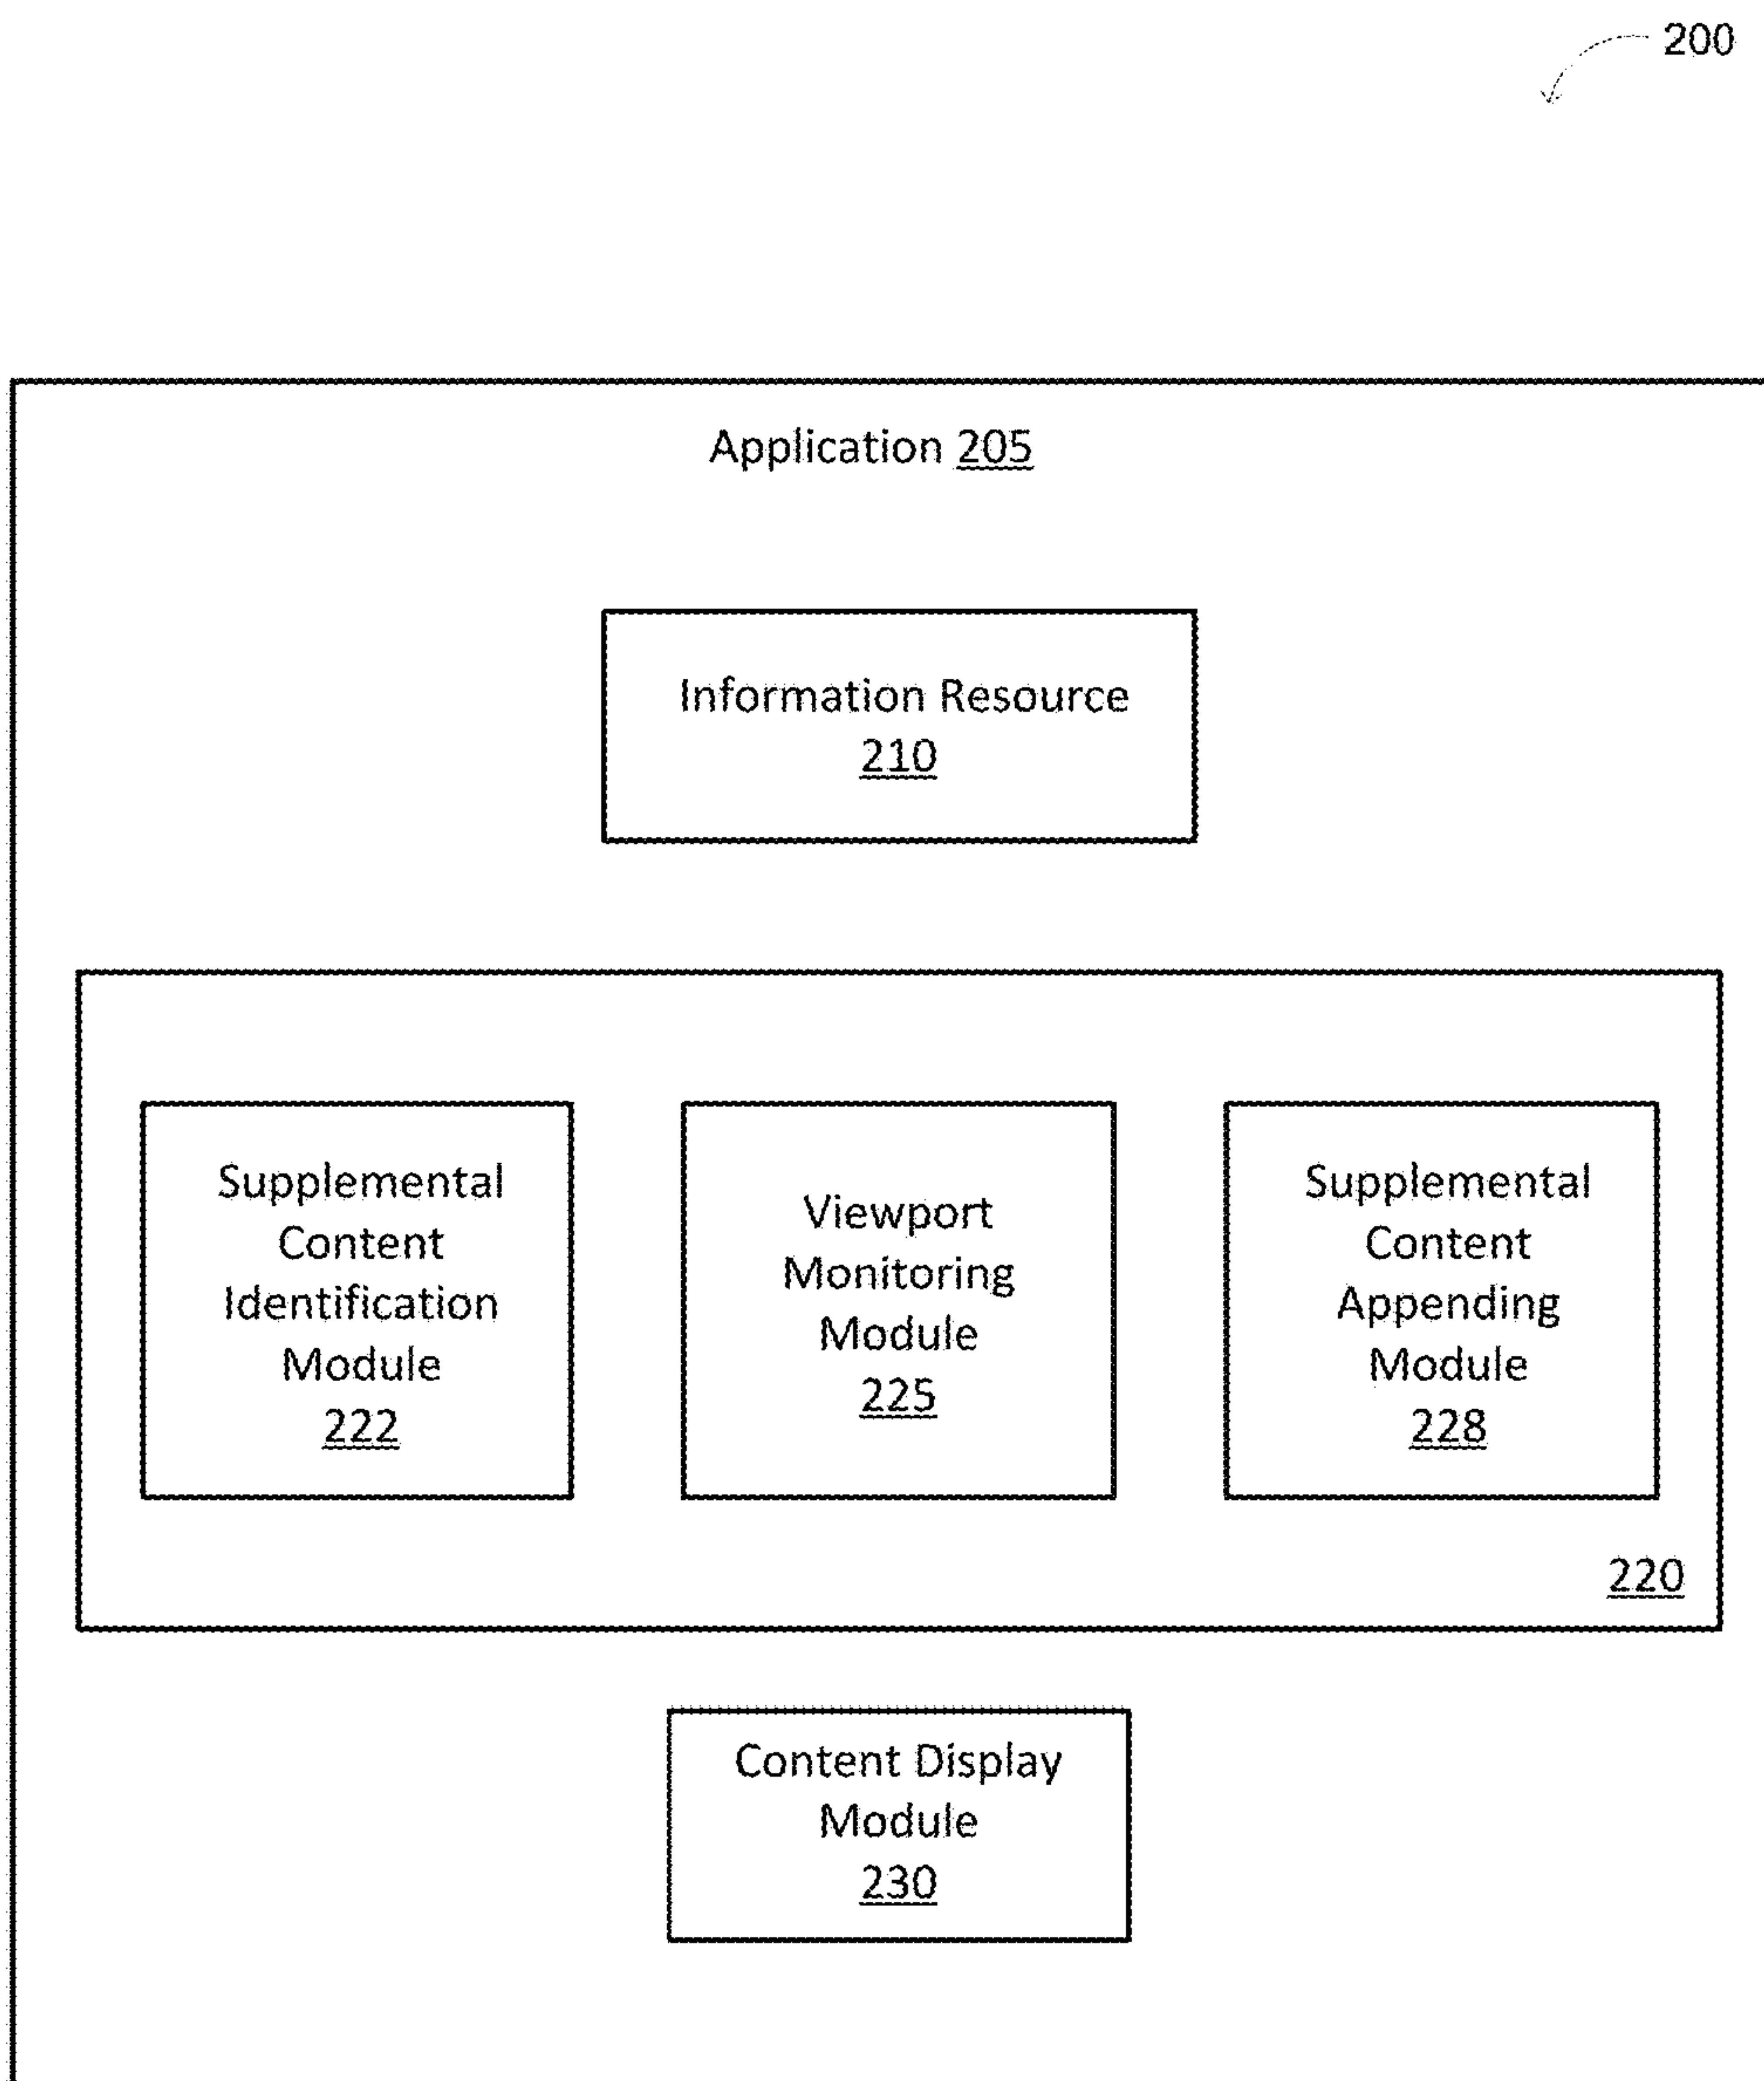 200
Application 205
Information Resource
210
Supplemental
Content
Identification
Module
222
Viewport
Monitoring
Module
225
Supplemental
Content
Appending
Module
228
220
Content Display
Module
230